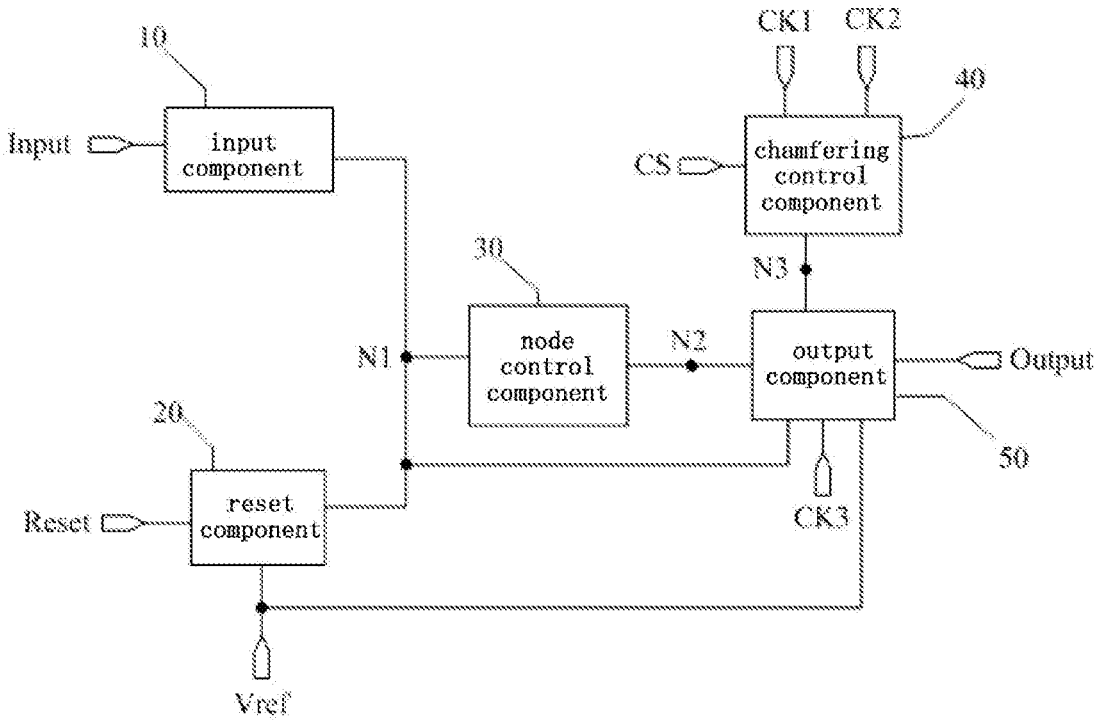 CK1
CK2
10
40
Input
input
component
chamfering
control
component
CS
30
N3
N1
node
control
component
N2
output
component
Output
20
50
Reset
reset
component
CK3
Vref